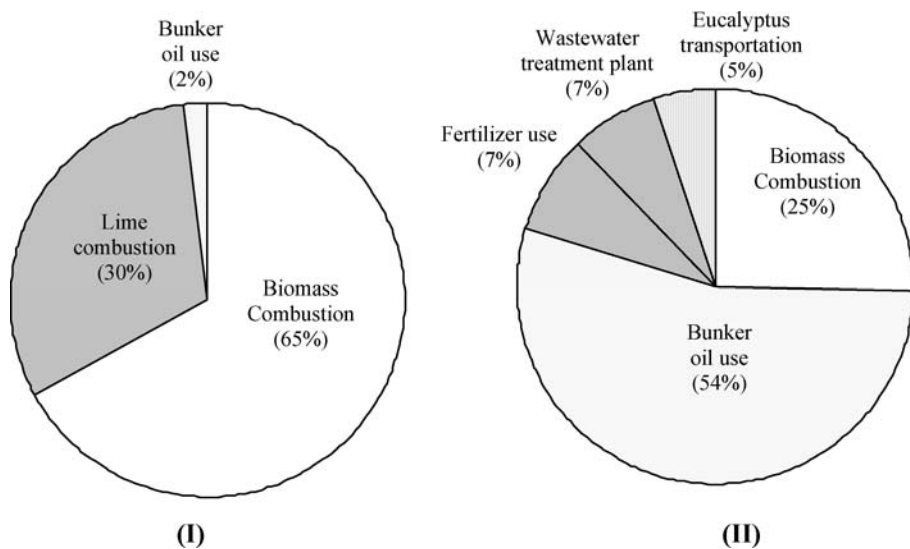 Bunker
oil use
(2%)
Lime
combustion
(30%)
Biomass
Combustion
(65%)
(I)
Eucalyptus
transportation
(5%)
Wastewater
treatment plant
(7%)
Fertilizer use
(7%)
Biomass
Combustion
(25%)
Bunker
oil use
(54%)
(II)